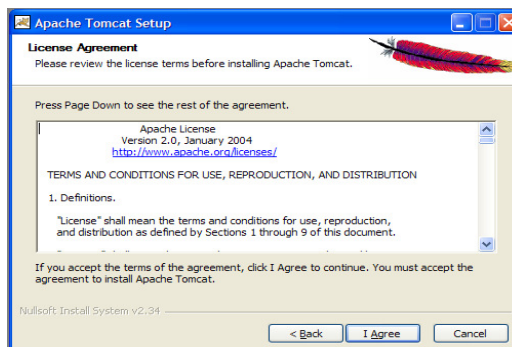 Apache Tomcat Setup
License Agreement
Please review the license terms before installing Apache Tomcat.
Press Page Down to see the rest of the agreement.
Apache License
Version 2.0, January 2004
http://www.apache.org/licenses/
TERMS AND CONDITIONS FOR USE, REPRODUCTION, AND DISTRIBUTION
1. Definitions.
"License" shall mean the terms and conditions for use, reproduction,
and distribution as defined by Sections 1 through 9 of this document.
If you accept the terms of the agreement, click I Agree to continue. You must accept the
agreement to install Apache Tomcat.
Nullsoft Install System v2.34
< Back
I Agree
Cancel